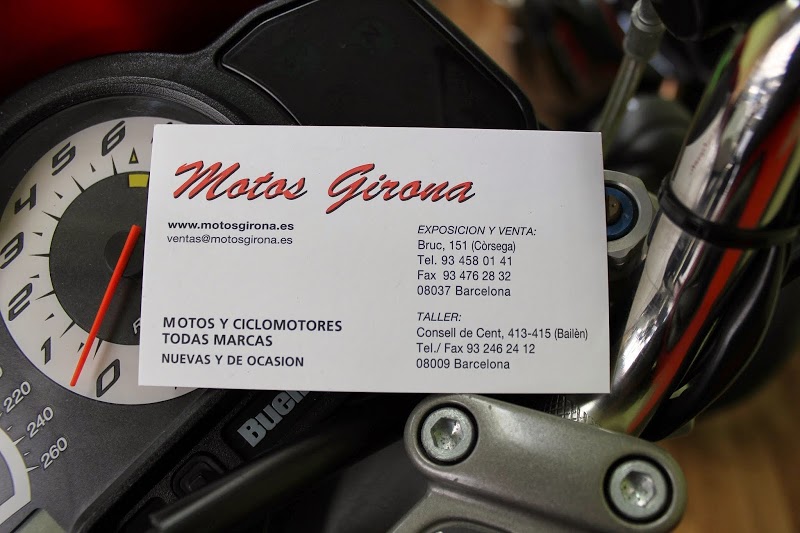 Motos Girona
www.motosgirona.es
ventas@motosgirona.es
MOTOS Y CICLOMOTORES
TODAS MARCAS
NUEVAS Y DE OCASION
EXPOSICION Y VENTA:
Bruc, 151 (Còrsega)
Tel. 93 458 01 41
Fax 93 476 28 32
08037 Barcelona
TALLER:
Consell de Cent, 413-415 (Bailèn)
Tel./ Fax 93 246 24 12
08009 Barcelona
6
5
4
3
2
1
0
220
240
260